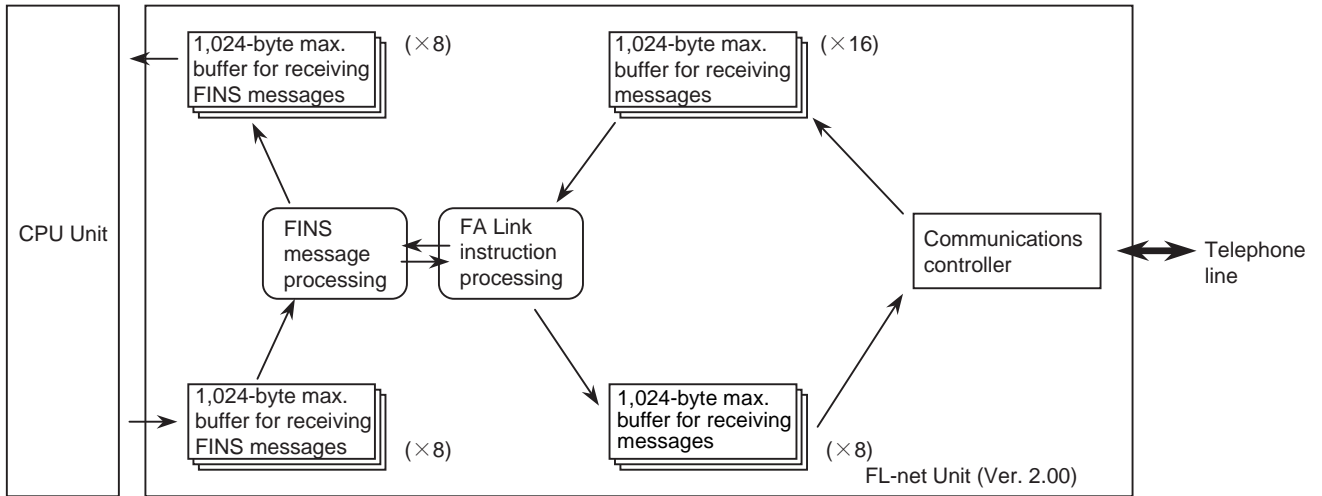 1,024-byte max.
buffer for receiving
FINS messages
(×8)
1,024-byte max.
buffer for receiving
messages
(×16)
CPU Unit
FINS
message
processing
FA Link
instruction
processing
Communications
controller
Telephone
line
1,024-byte max.
buffer for receiving
FINS messages
(×8)
1,024-byte max.
buffer for receiving
messages
(×8)
FL-net Unit (Ver. 2.00)